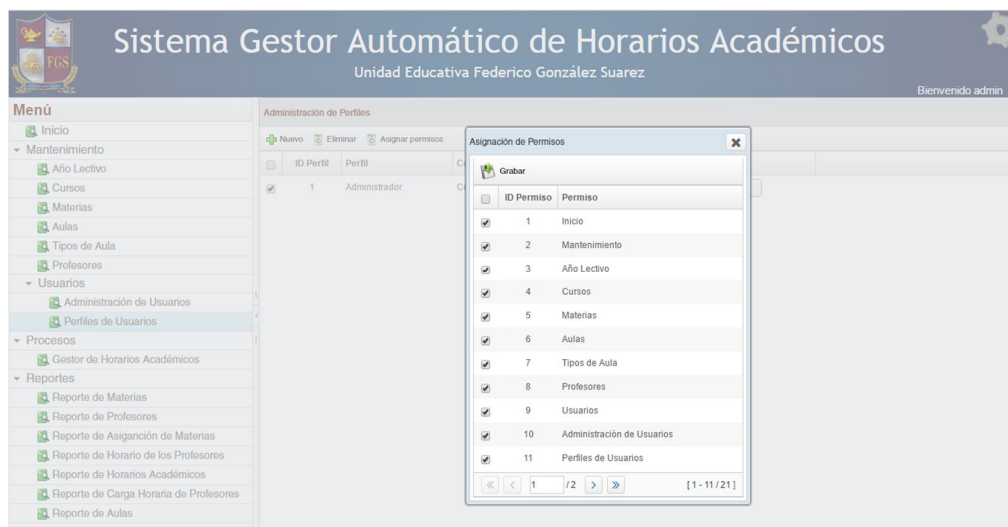 FGS
Sistema Gestor Automático de Horarios Académicos
Unidad Educativa Federico González Suarez
Bienvenido admin
Menú
Inicio
Mantenimiento
Año Lectivo
Cursos
Materias
Aulas
Tipos de Aula
Profesores
Usuarios
Administración de Usuarios
Perfiles de Usuarios
Procesos
Gestor de Horarios Académicos
Reportes
Reporte de Materias
Reporte de Profesores
Reporte de Asiganción de Materias
Reporte de Horario de los Profesores
Reporte de Horarios Académicos
Reporte de Carga Horaria de Profesores
Reporte de Aulas
Administración de Perfiles
Nuevo Eliminar Asignar permisos
ID Perfil Perfil
1 Administrador
Asignación de Permisos
Grabar
ID Permiso Permiso
1 Inicio
2 Mantenimiento
3 Año Lectivo
4 Cursos
5 Materias
6 Aulas
7 Tipos de Aula
8 Profesores
9 Usuarios
10 Administración de Usuarios
11 Perfiles de Usuarios
1 / 2 [ 1 - 11 / 21 ]